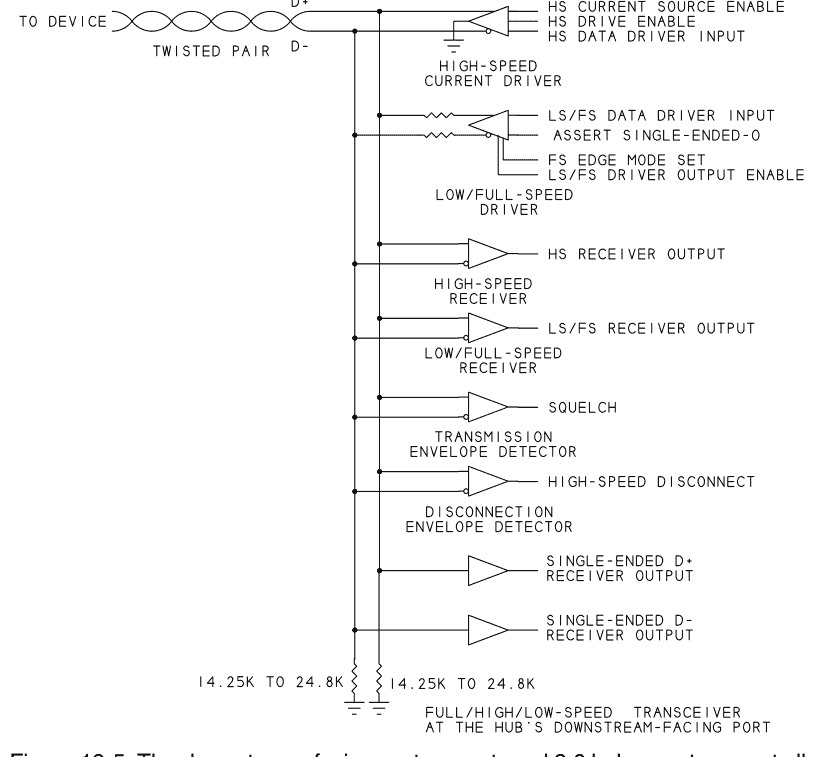 D+
TO DEVICE
TWISTED PAIR
D-
HS CURRENT SOURCE ENABLE
HS DRIVE ENABLE
HS DATA DRIVER INPUT
HIGH-SPEED
CURRENT DRIVER
LS/FS DATA DRIVER INPUT
ASSERT SINGLE-ENDED-0
FS EDGE MODE SET
LS/FS DRIVER OUTPUT ENABLE
LOW/FULL-SPEED
DRIVER
HS RECEIVER OUTPUT
HIGH-SPEED
RECEIVER
LS/FS RECEIVER OUTPUT
LOW/FULL-SPEED
RECEIVER
SQUELCH
TRANSMISSION
ENVELOPE DETECTOR
HIGH-SPEED DISCONNECT
DISCONNECTION
ENVELOPE DETECTOR
SINGLE-ENDED D+
RECEIVER OUTPUT
SINGLE-ENDED D-
RECEIVER OUTPUT
14.25K TO 24.8K
14.25K TO 24.8K
FULL/HIGH/LOW-SPEED TRANSCEIVER
AT THE HUB'S DOWNSTREAM-FACING PORT